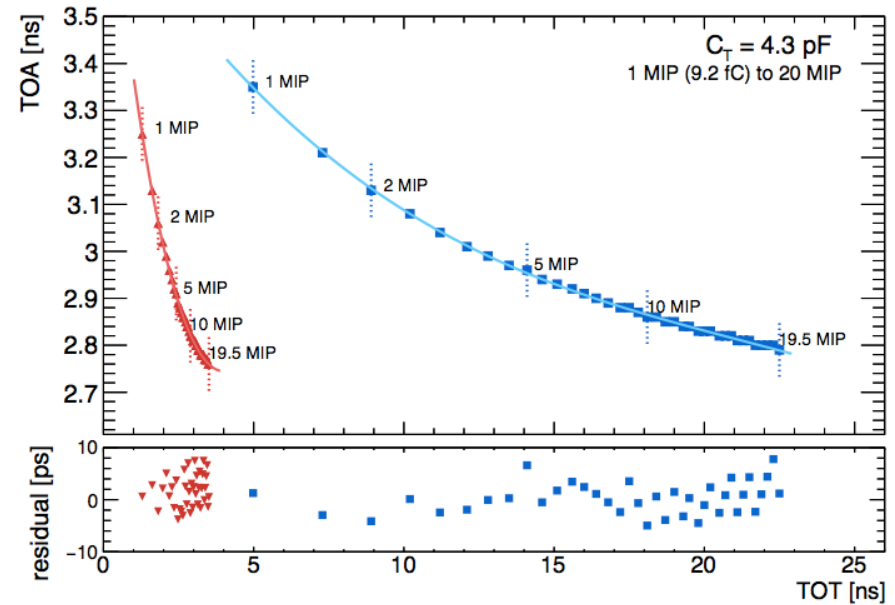 TOA [ns]
3.5
3.4
3.3
3.2
3.1
3
2.9
2.8
2.7
C_T = 4.3 pF
1 MIP (9.2 fC) to 20 MIP
1 MIP
2 MIP
5 MIP
10 MIP
19.5 MIP
1 MIP
2 MIP
5 MIP
10 MIP
19.5 MIP
residual [ps]
10
0
−10
0 5 10 15 20 25
TOT [ns]